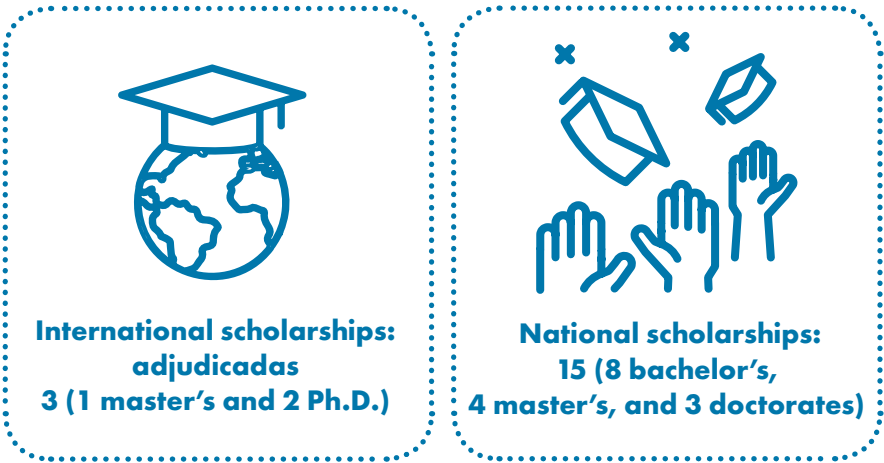 International scholarships:
adjudicadas
3 (1 master’s and 2 Ph.D.)
National scholarships:
15 (8 bachelor’s,
4 master’s, and 3 doctorates)